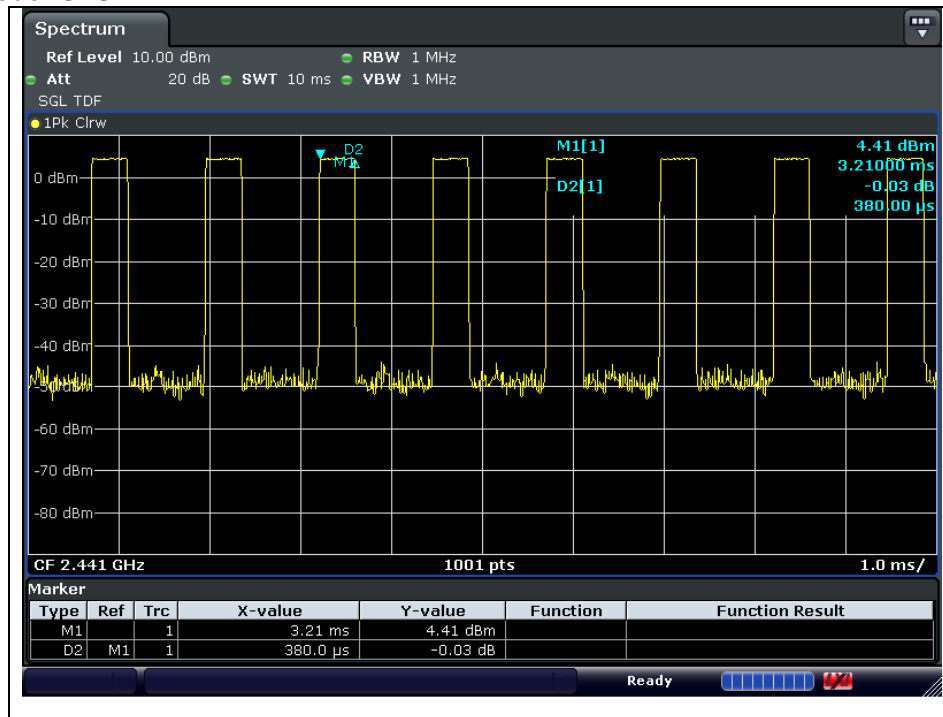 Spectrum
Ref Level 10.00 dBm RBW 1 MHz
Att 20 dB SWT 10 ms VBW 1 MHz
SGL TDF
1Pk Clrw
D2 M1[1] 4.41 dBm
M1 3.21000 ms
0 dBm D2[1] -0.03 dB
380.00 µs
-10 dBm
-20 dBm
-30 dBm
-40 dBm
-50 dBm
-60 dBm
-70 dBm
-80 dBm
CF 2.441 GHz 1001 pts 1.0 ms/
Marker
Type Ref Trc X-value Y-value Function Function Result
M1 1 3.21 ms 4.41 dBm
D2 M1 1 380.0 µs -0.03 dB
Ready